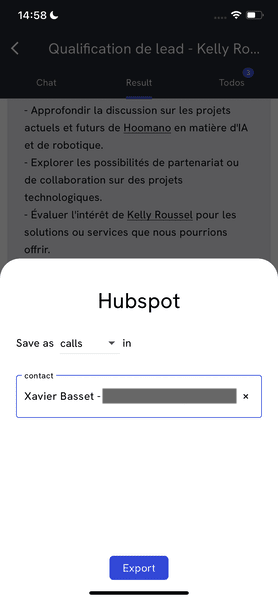 14:58
Qualification de lead - Kelly Ro...
Chat
Result
Todos
- Approfondir la discussion sur les projets
actuels et futurs de Hoomano en matière d'IA
et de robotique.
- Explorer les possibilités de partenariat ou
de collaboration sur des projets
technologiques.
- Évaluer l'intérêt de Kelly Roussel pour les
solutions ou services que nous pourrions
offrir.
Hubspot
Save as calls in
contact
Xavier Basset - ×
Export